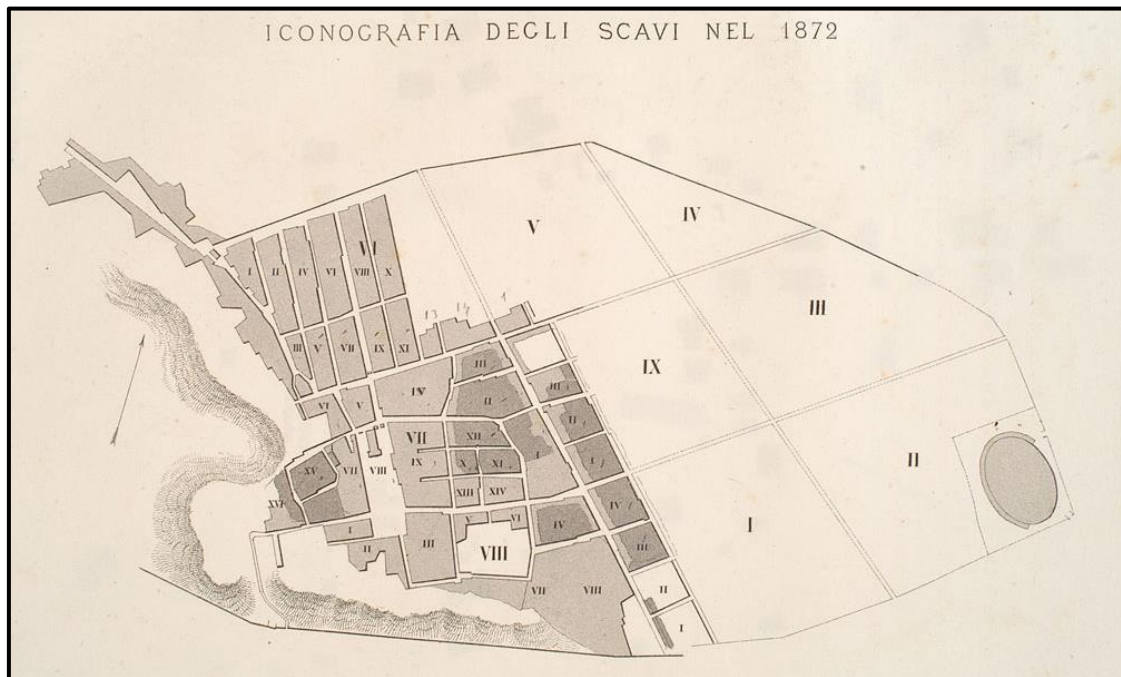 ICONOGRAFIA DEGLI SCAVI NEL 1872
IV
V
VI
I II IV VI VIII X
III
13 14 1
III V VII IX XI
IX
III
IV
III
II
VI V
II
VII
XII
II
IX X XI I I
XV VII VIII
XIII XIV
XVI
IV
V VI
I
IV
I
II III VIII
III
VII VIII
II
I